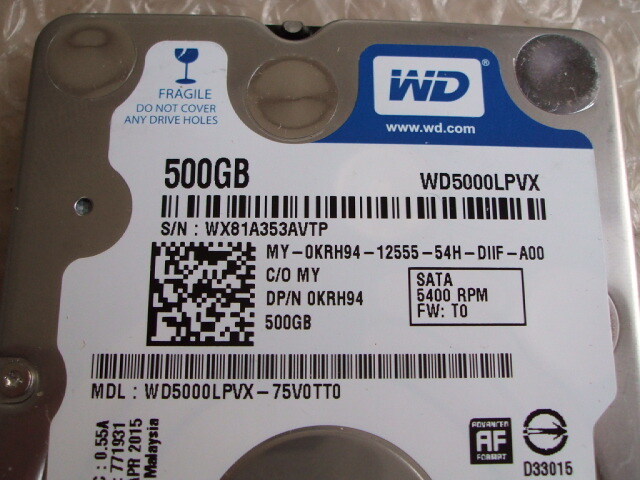 FRAGILE
DO NOT COVER
ANY DRIVE HOLES
WD®
www.wd.com
500GB
WD5000LPVX
S/N : WX81A353AVTP
MY-0KRH94-12555-54H-DIIF-A00
C/O MY
DP/N 0KRH94
500GB
SATA
5400 RPM
FW: T0
MDL : WD5000LPVX-75V0TT0
: 0.55A
: 771931
APR 2015
Malaysia
ADVANCED
AF
FORMAT
D33015